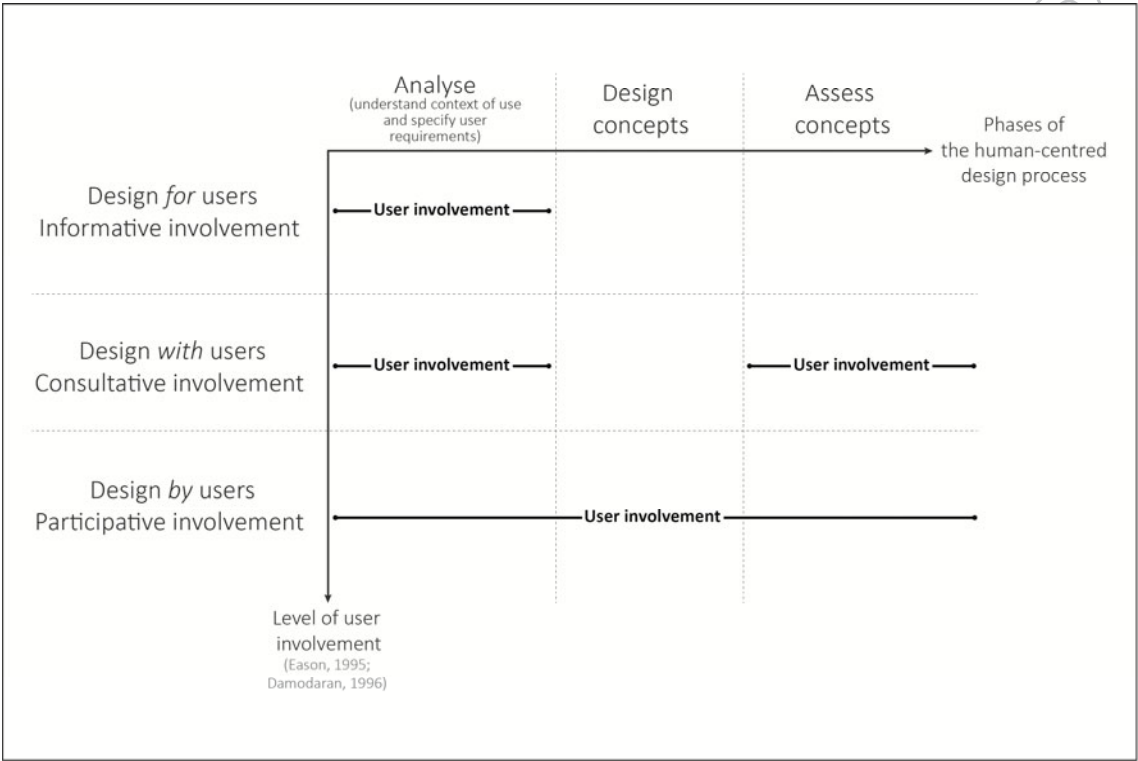 Analyse
(understand context of use
and specify user
requirements)
Design
concepts
Assess
concepts
Phases of
the human-centred
design process
Design for users
Informative involvement
User involvement
Design with users
Consultative involvement
User involvement
User involvement
Design by users
Participative involvement
User involvement
Level of user
involvement
(Eason, 1995;
Damodaran, 1996)